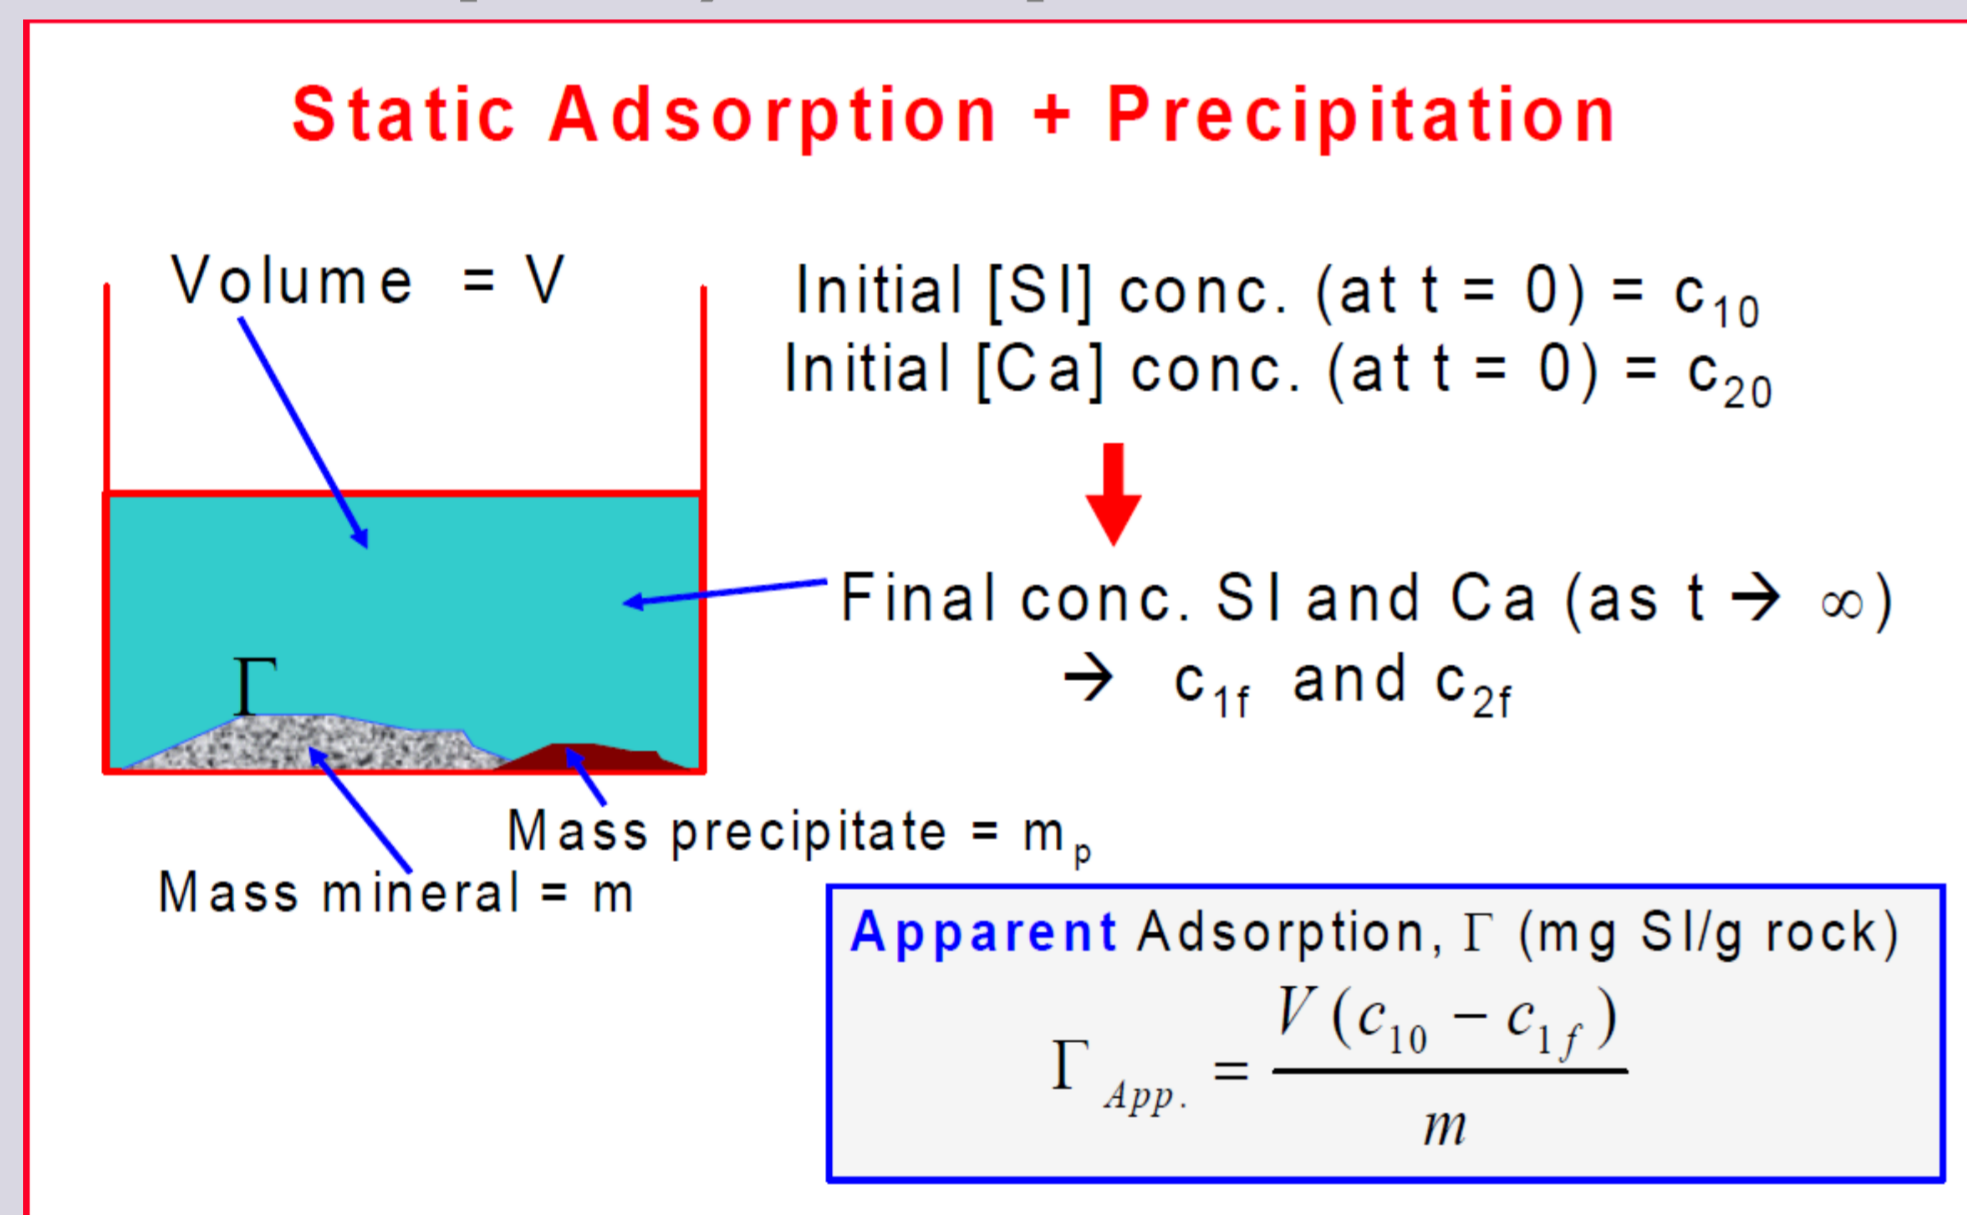 Static Adsorption + Precipitation
Volume = V
Initial [SI] conc. (at t = 0) = c₁₀
Initial [Ca] conc. (at t = 0) = c₂₀
Final conc. SI and Ca (as t → ∞)
→ c₁f and c₂f
Γ
Mass precipitate = mₚ
Mass mineral = m
Apparent Adsorption, Γ (mg SI/g rock)
Γ App. = V (c₁₀ − c₁f) / m